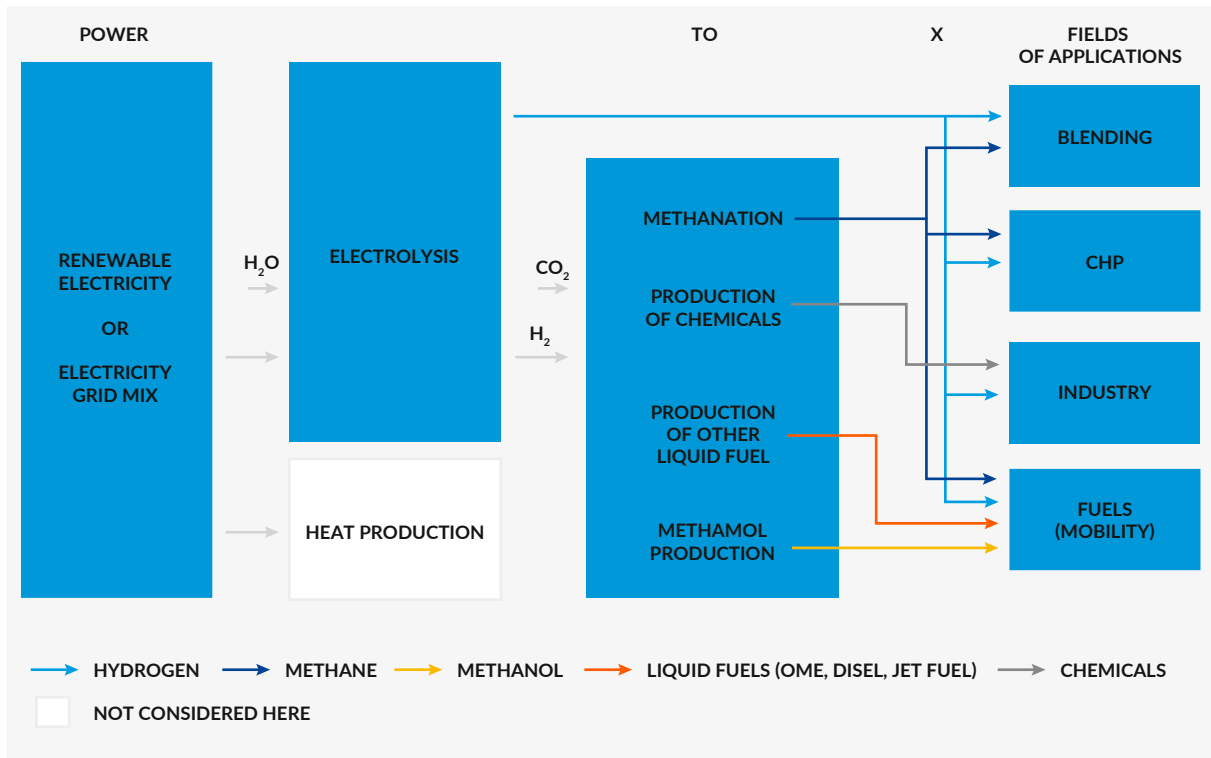 POWER
TO
X
FIELDS
OF APPLICATIONS
RENEWABLE
ELECTRICITY
OR
ELECTRICITY
GRID MIX
H₂O
ELECTROLYSIS
HEAT PRODUCTION
CO₂
H₂
METHANATION
PRODUCTION
OF CHEMICALS
PRODUCTION
OF OTHER
LIQUID FUEL
METHAMOL
PRODUCTION
BLENDING
CHP
INDUSTRY
FUELS
(MOBILITY)
HYDROGEN
METHANE
METHANOL
LIQUID FUELS (OME, DISEL, JET FUEL)
CHEMICALS
NOT CONSIDERED HERE